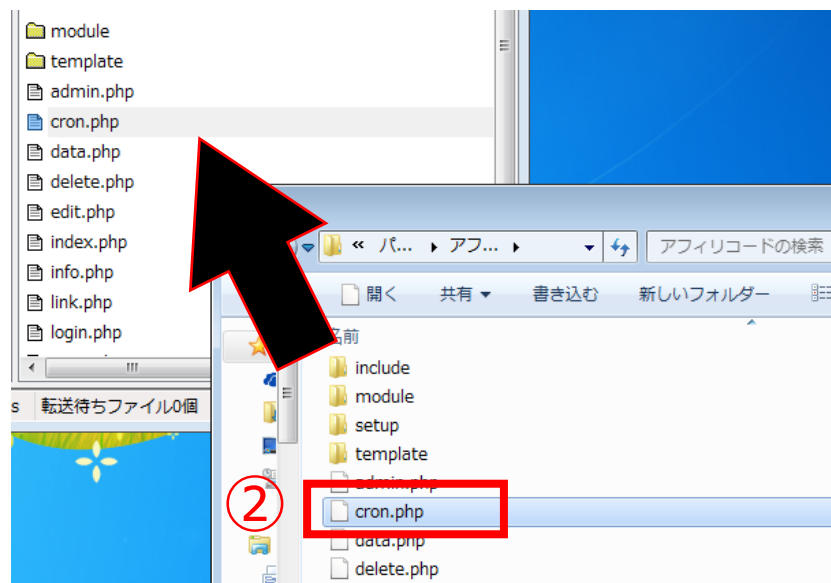 module
template
admin.php
cron.php
data.php
delete.php
edit.php
index.php
info.php
link.php
login.php
s 転送待ちファイル0個
« パ... アフ... アフィリコードの検索
開く 共有 書き込む 新しいフォルダー
名前
include
module
setup
template
admin.php
② cron.php
data.php
delete.php